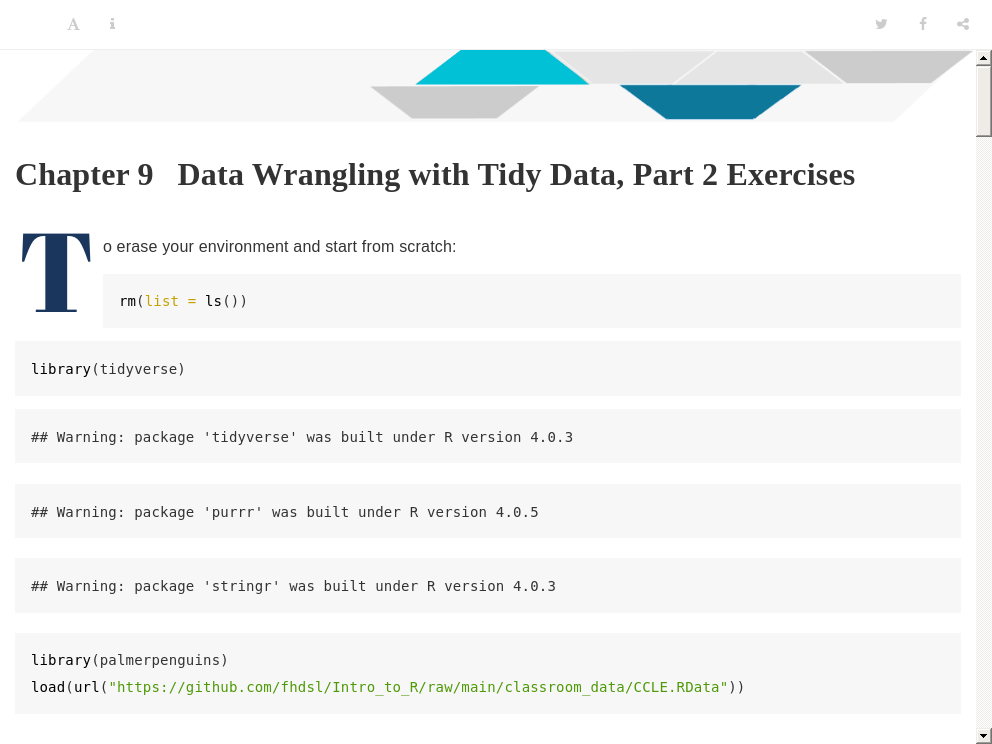 Chapter 9 Data Wrangling with Tidy Data, Part 2 Exercises
To erase your environment and start from scratch:
rm(list = ls())
library(tidyverse)
## Warning: package 'tidyverse' was built under R version 4.0.3
## Warning: package 'purrr' was built under R version 4.0.5
## Warning: package 'stringr' was built under R version 4.0.3
library(palmerpenguins)
load(url("https://github.com/fhdsl/Intro_to_R/raw/main/classroom_data/CCLE.RData"))